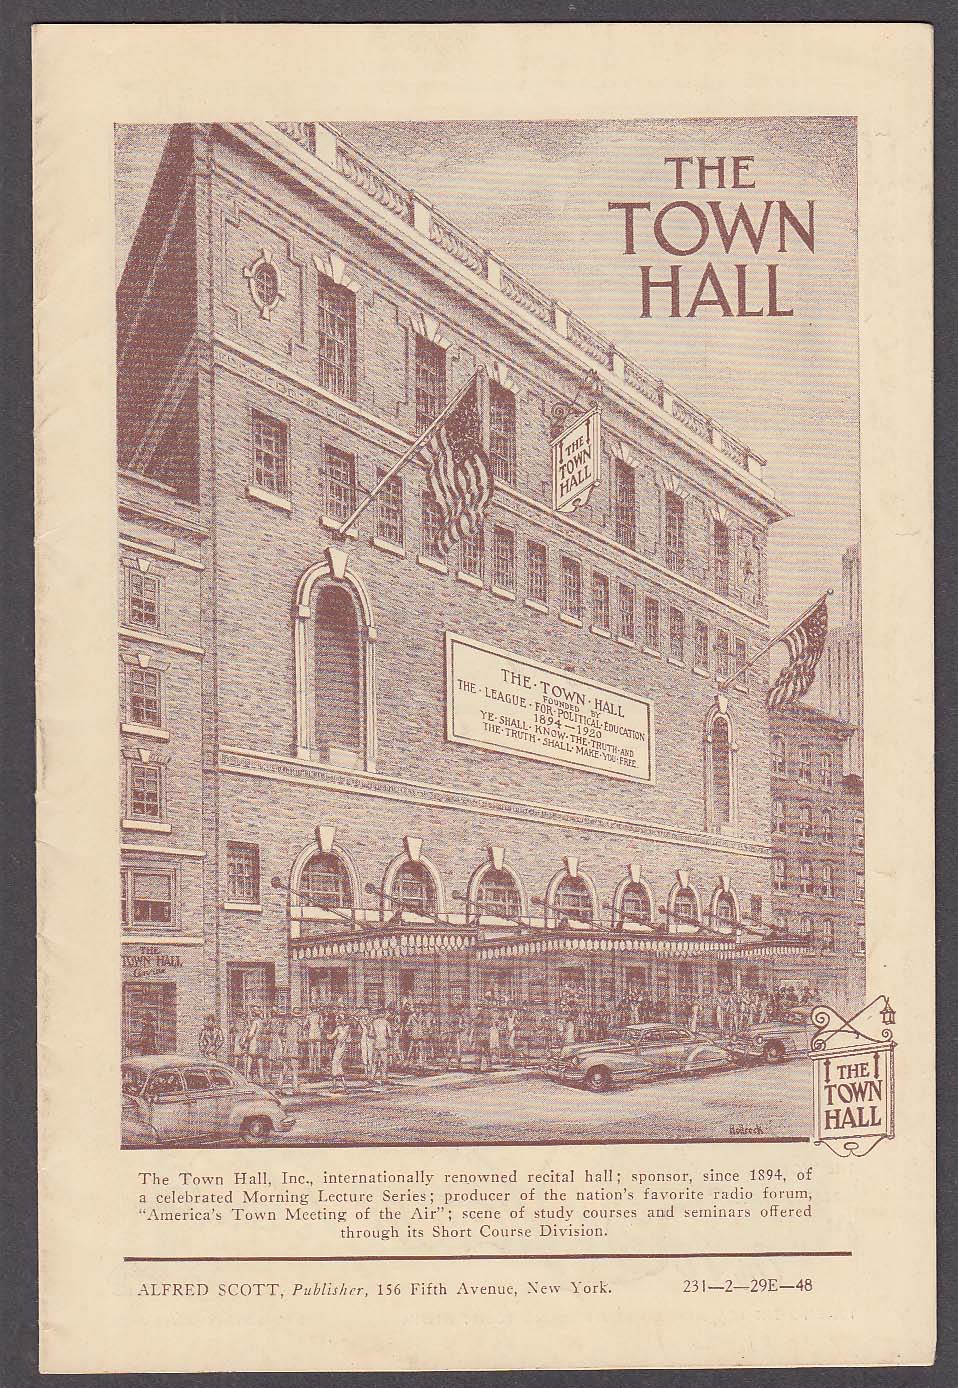 THE
TOWN
HALL
THE
TOWN
HALL
THE·TOWN·HALL
FOUNDED BY
THE·LEAGUE·FOR·POLITICAL·EDUCATION
1894—1920
YE·SHALL·KNOW·THE·TRUTH·AND
THE·TRUTH·SHALL·MAKE·YOU·FREE
THE
TOWN HALL
THE
TOWN
HALL
The Town Hall, Inc., internationally renowned recital hall; sponsor, since 1894, of
a celebrated Morning Lecture Series; producer of the nation's favorite radio forum,
"America's Town Meeting of the Air"; scene of study courses and seminars offered
through its Short Course Division.
ALFRED SCOTT, Publisher, 156 Fifth Avenue, New York. 231—2—29E—48